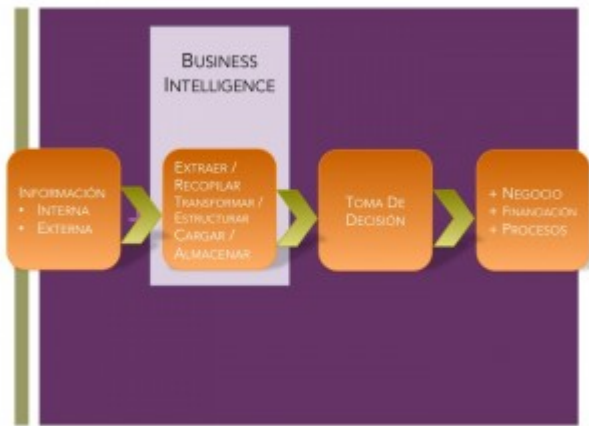 BUSINESS
INTELLIGENCE
INFORMACIÓN
• INTERNA
• EXTERNA
EXTRAER /
RECOPILAR
TRANSFORMAR /
ESTRUCTURAR
CARGAR /
ALMACENAR
TOMA DE
DECISIÓN
+ NEGOCIO
+ FINANCIACIÓN
+ PROCESOS